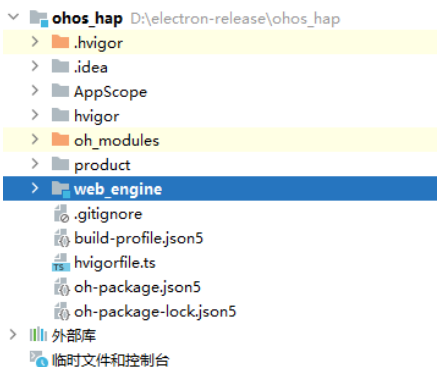 ohos_hap D:\electron-release\ohos_hap
.hvigor
.idea
AppScope
hvigor
oh_modules
product
web_engine
.gitignore
build-profile.json5
hvigorfile.ts
oh-package.json5
oh-package-lock.json5
外部库
临时文件和控制台